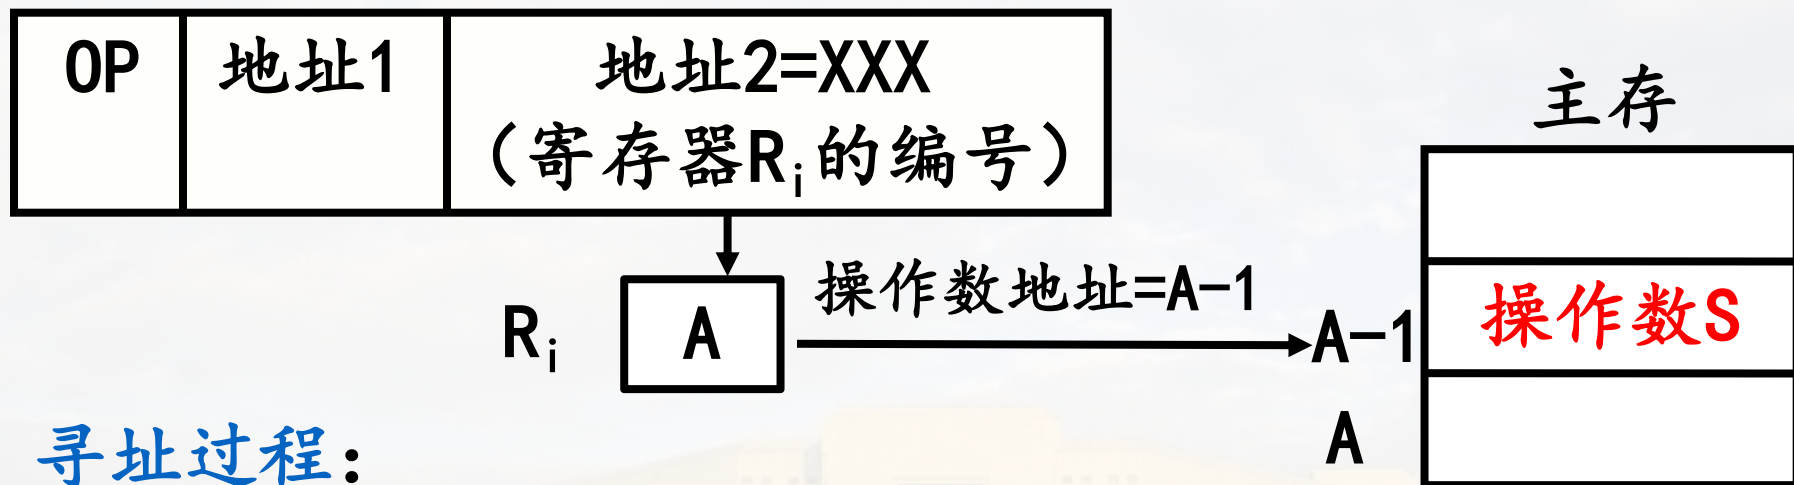 OP 地址1 地址2=XXX
（寄存器Ri的编号）
主存
操作数地址=A-1
Ri A A-1 操作数S
A
寻址过程: